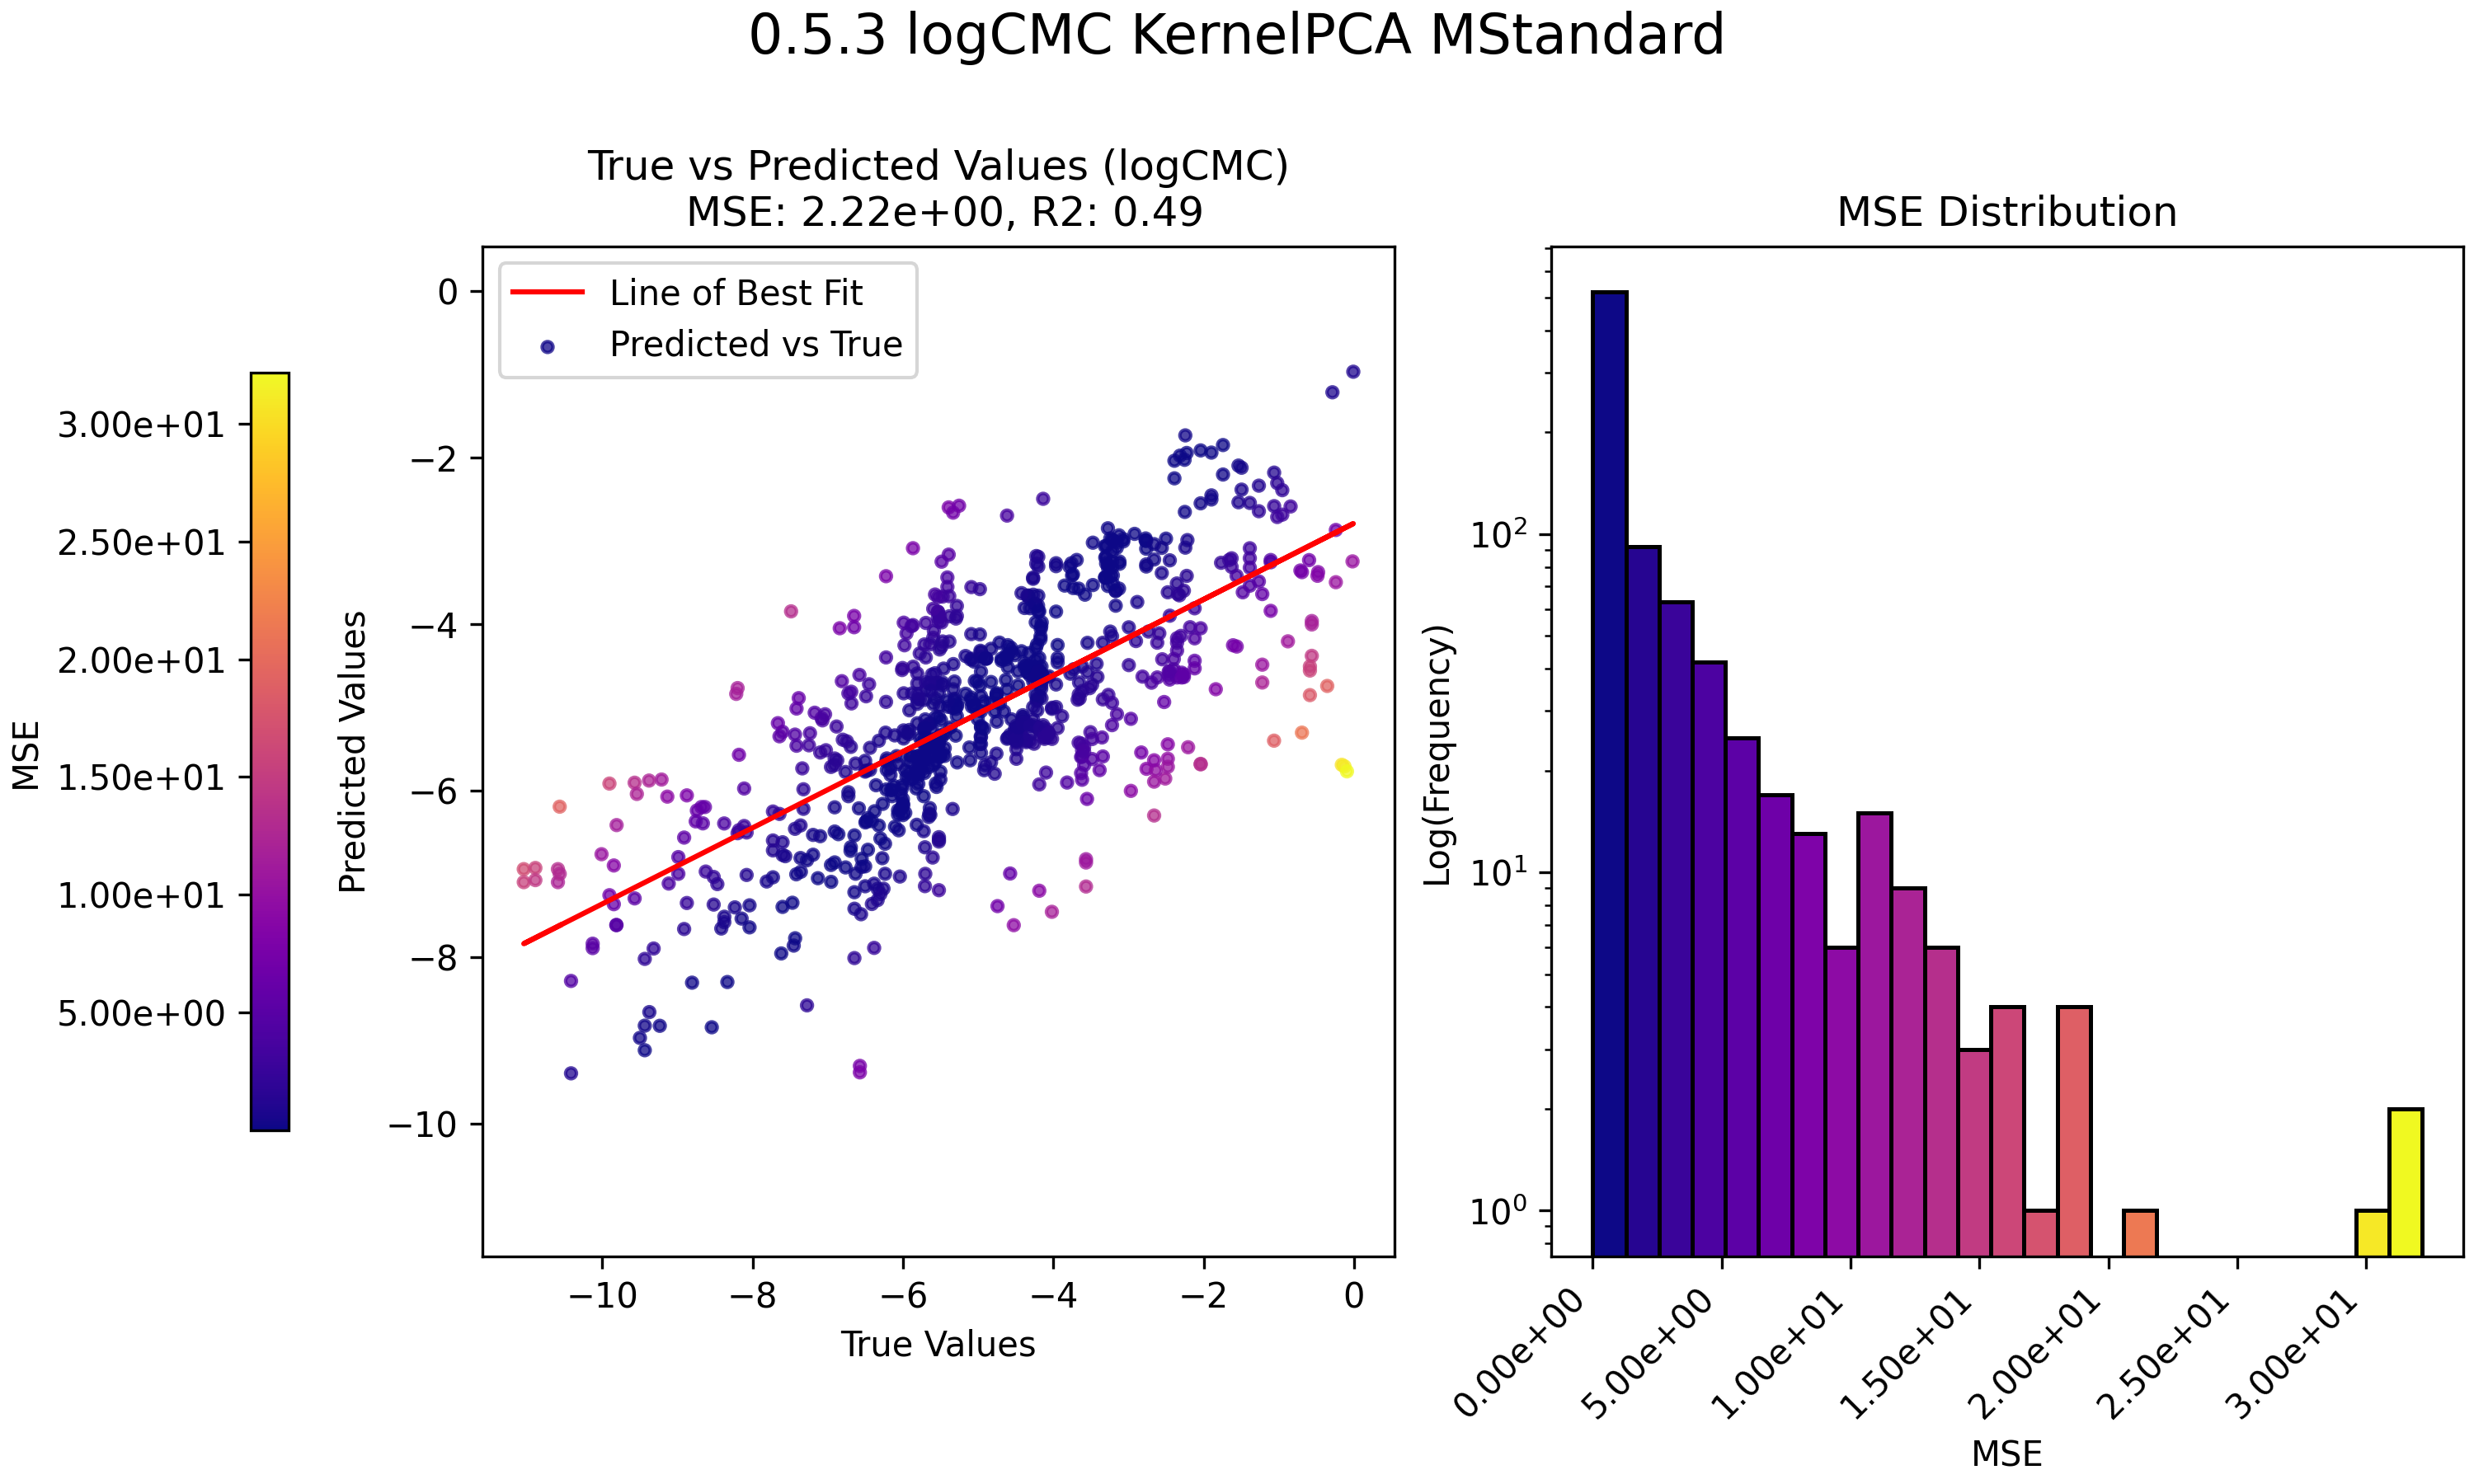 0.5.3 logCMC KernelPCA MStandard
MSE
3.00e+01
2.50e+01
2.00e+01
1.50e+01
1.00e+01
5.00e+00
True vs Predicted Values (logCMC)
MSE: 2.22e+00, R2: 0.49
Line of Best Fit
Predicted vs True
Predicted Values
0
−2
−4
−6
−8
−10
−10 −8 −6 −4 −2 0
True Values
MSE Distribution
Log(Frequency)
10²
10¹
10⁰
0.00e+00 5.00e+00 1.00e+01 1.50e+01 2.00e+01 2.50e+01 3.00e+01
MSE